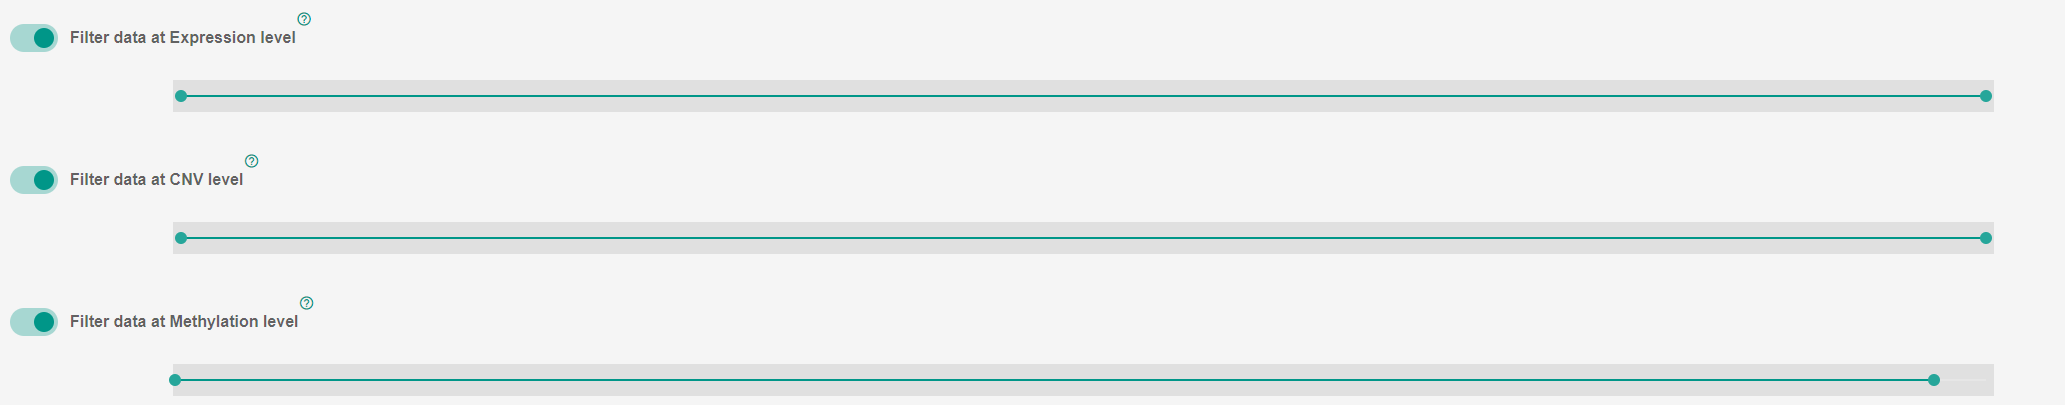 Filter data at Expression level ?
Filter data at CNV level ?
Filter data at Methylation level ?